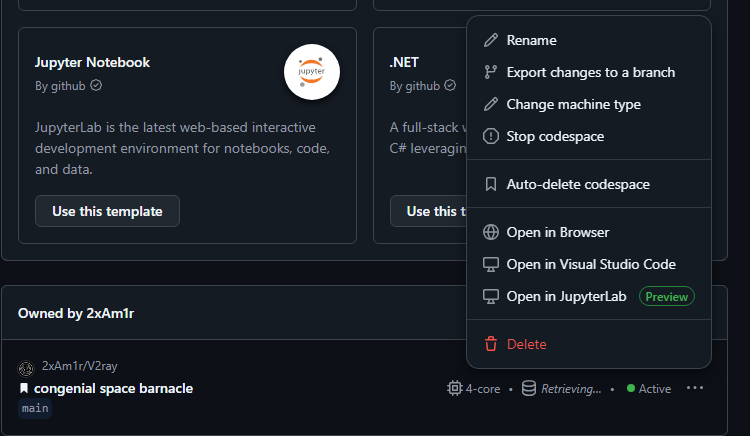 Jupyter Notebook
By github
jupyter
JupyterLab is the latest web-based interactive
development environment for notebooks, code,
and data.
Use this template
.NET
By github
A full-stack
C# leveragin
Use this t
Rename
Export changes to a branch
Change machine type
Stop codespace
Auto-delete codespace
Open in Browser
Open in Visual Studio Code
Open in JupyterLab Preview
Delete
Owned by 2xAm1r
2xAm1r/V2ray
congenial space barnacle
main
4-core • Retrieving... • Active ...